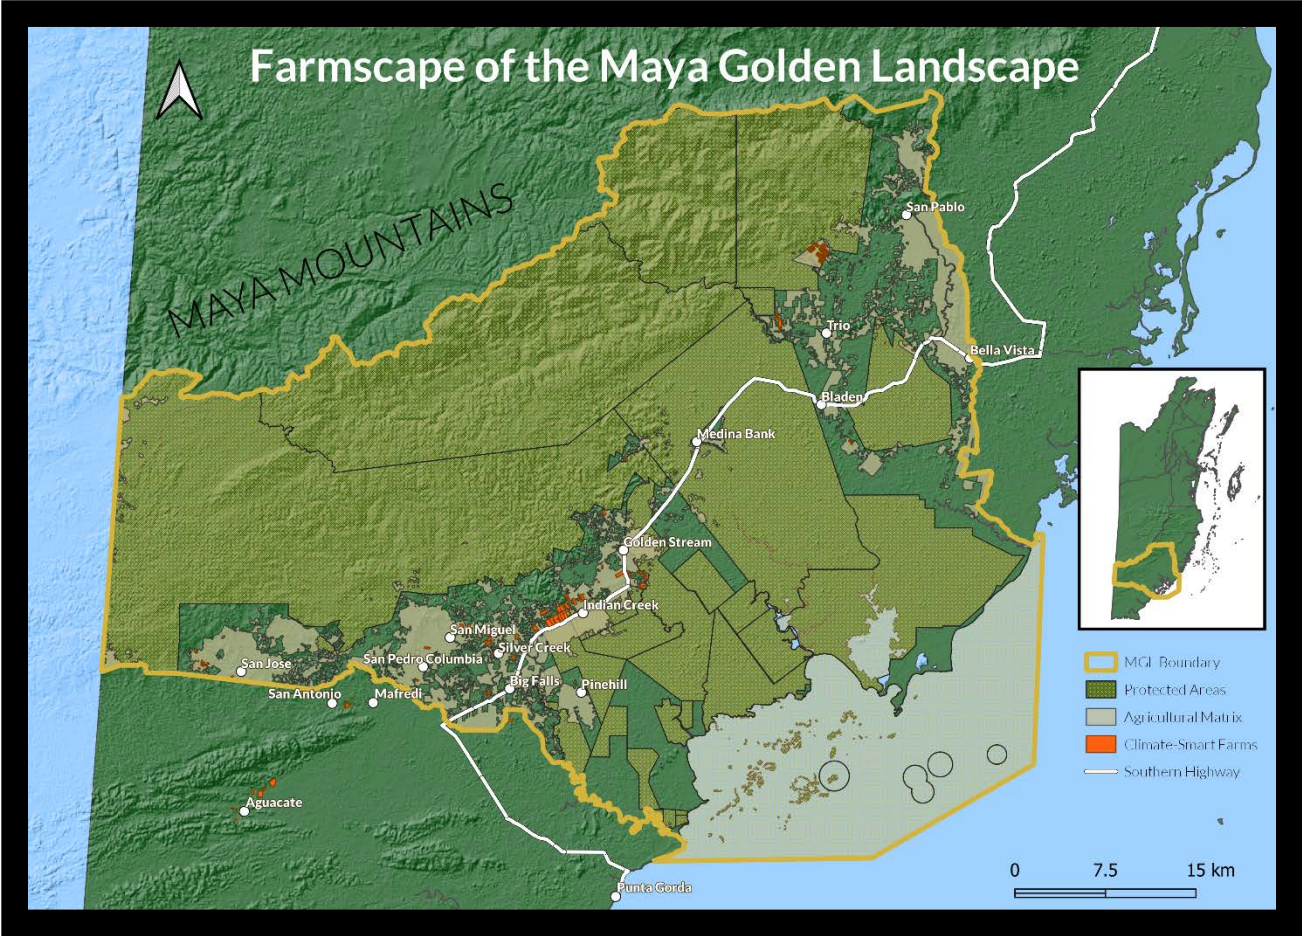 Farmscape of the Maya Golden Landscape
MAYA MOUNTAINS
San Pablo
Trio
Bella Vista
Bladen
Medina Bank
Golden Stream
Indian Creek
San Miguel
Silver Creek
San Pedro Columbia
San Jose
Big Falls
Pinehill
San Antonio
Mafredi
Aguacate
Punta Gorda
MGL Boundary
Protected Areas
Agricultural Matrix
Climate-Smart Farms
Southern Highway
0 7.5 15 km